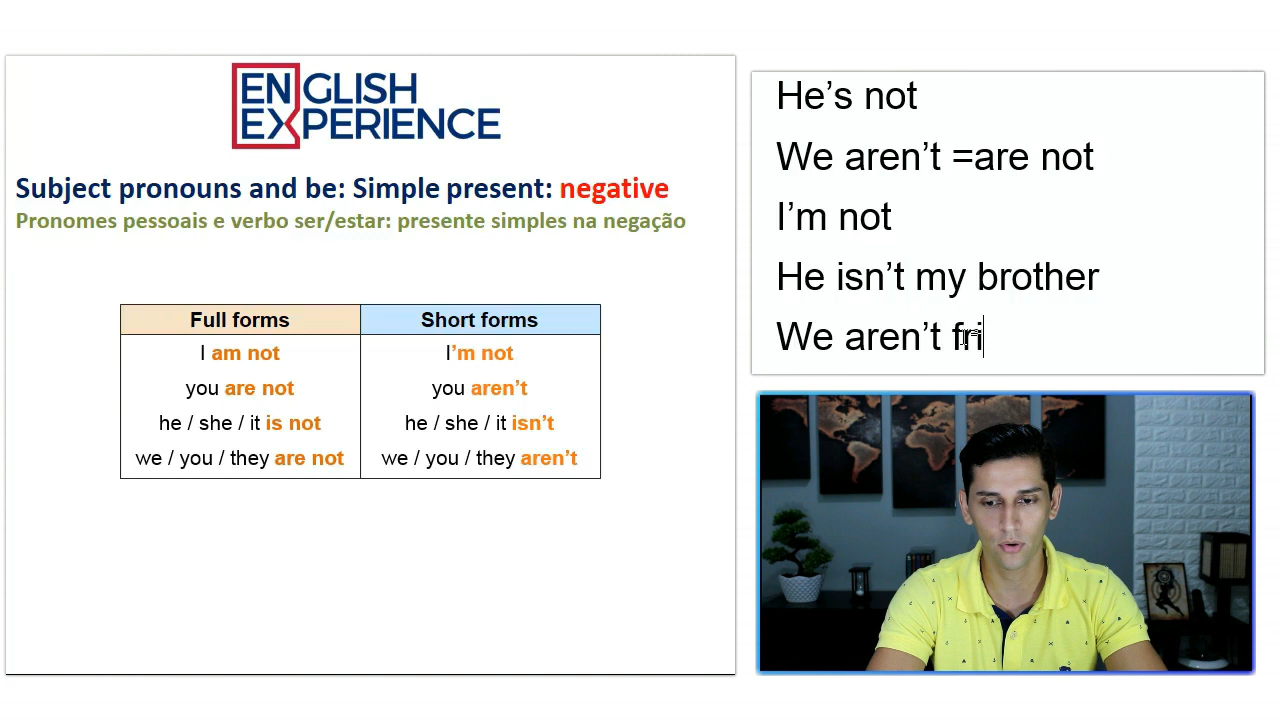 ENGLISH
EXPERIENCE
Subject pronouns and be: Simple present: negative
Pronomes pessoais e verbo ser/estar: presente simples na negação
Full forms Short forms
I am not I'm not
you are not you aren't
he / she / it is not he / she / it isn't
we / you / they are not we / you / they aren't
He's not
We aren't =are not
I'm not
He isn't my brother
We aren't fri